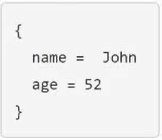 {
name =  John
age = 52
}